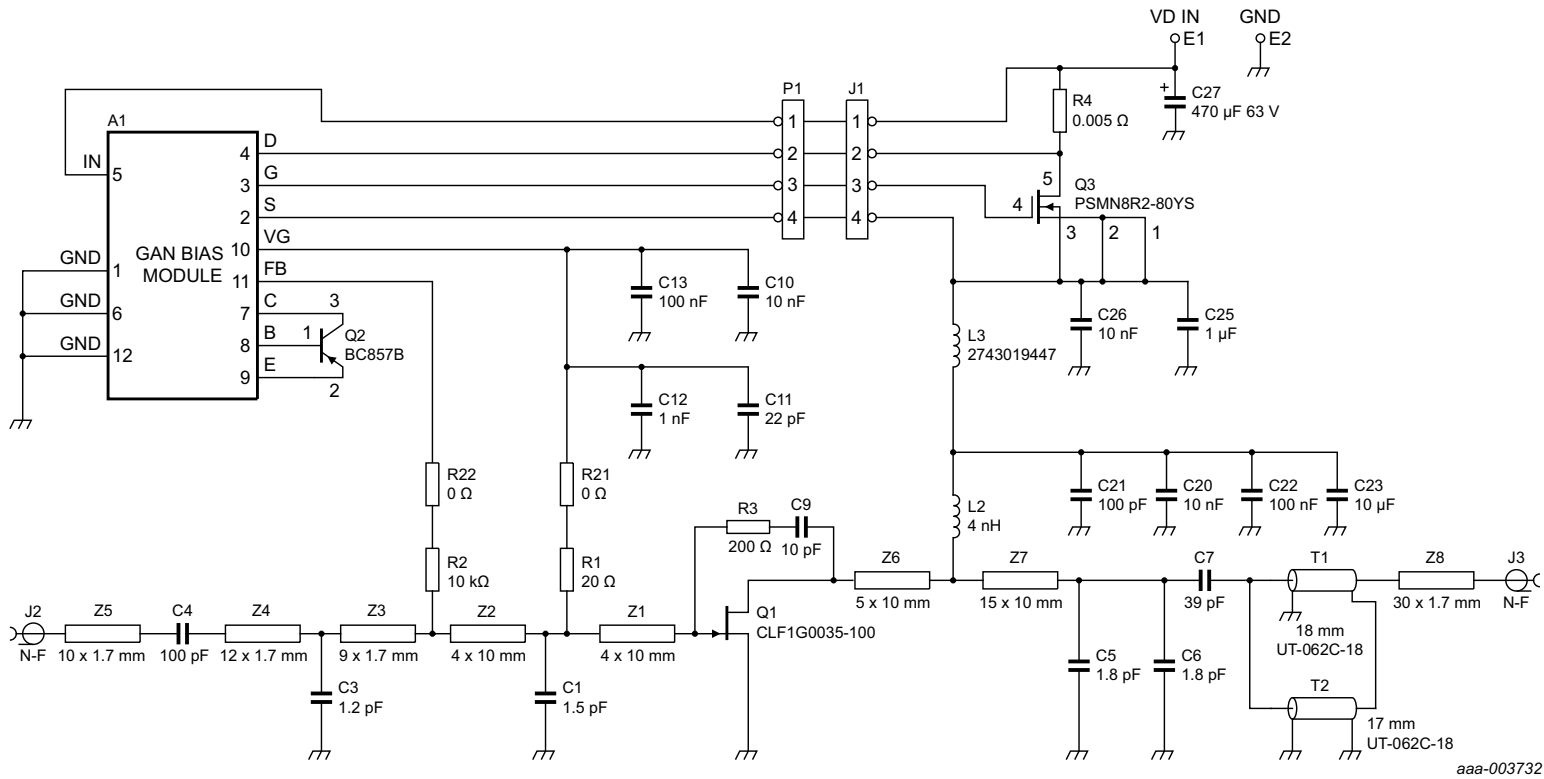 VD IN
GND
E1
E2
C27
470 µF 63 V
P1
J1
R4
0.005 Ω
A1
IN
5
D
4
G
3
S
2
VG
10
FB
11
C
7
B
8
E
9
GAN BIAS
MODULE
GND
1
GND
6
GND
12
3
1
Q2
BC857B
2
1
2
3
4
1
2
3
4
5
Q3
PSMN8R2-80YS
4
3
2
1
C13
100 nF
C10
10 nF
C26
10 nF
C25
1 µF
L3
2743019447
C12
1 nF
C11
22 pF
R22
0 Ω
R21
0 Ω
R3
200 Ω
C9
10 pF
L2
4 nH
C21
100 pF
C20
10 nF
C22
100 nF
C23
10 µF
R2
10 kΩ
R1
20 Ω
Z6
5 x 10 mm
Z7
15 x 10 mm
C7
39 pF
T1
18 mm
UT-062C-18
Z8
30 x 1.7 mm
J3
N-F
J2
N-F
Z5
10 x 1.7 mm
C4
100 pF
Z4
12 x 1.7 mm
Z3
9 x 1.7 mm
Z2
4 x 10 mm
Z1
4 x 10 mm
Q1
CLF1G0035-100
C3
1.2 pF
C1
1.5 pF
C5
1.8 pF
C6
1.8 pF
T2
17 mm
UT-062C-18
aaa-003732